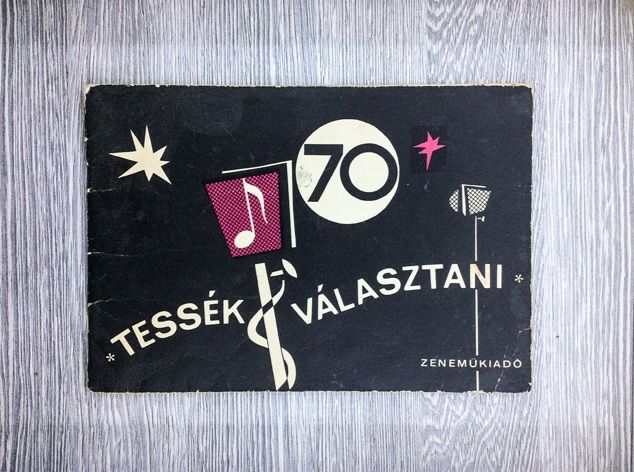 70
*TESSÉK VÁLASZTANI*
ZENEMŰKIADÓ